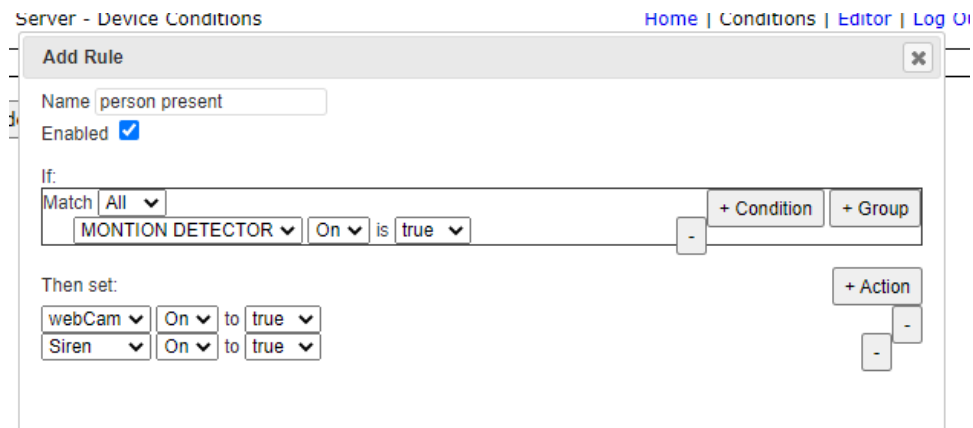 Server - Device Conditions Home | Conditions | Editor | Log Ou
Add Rule
Name person present
Enabled
If:
Match All + Condition + Group
MONTION DETECTOR On is true -
Then set: + Action
webCam On to true -
Siren On to true -